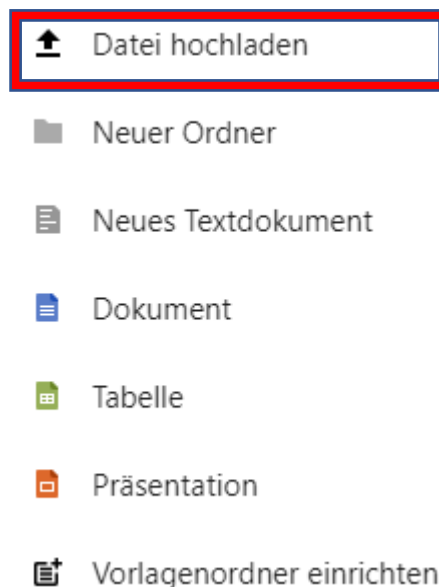 Datei hochladen
Neuer Ordner
Neues Textdokument
Dokument
Tabelle
Präsentation
Vorlagenordner einrichten